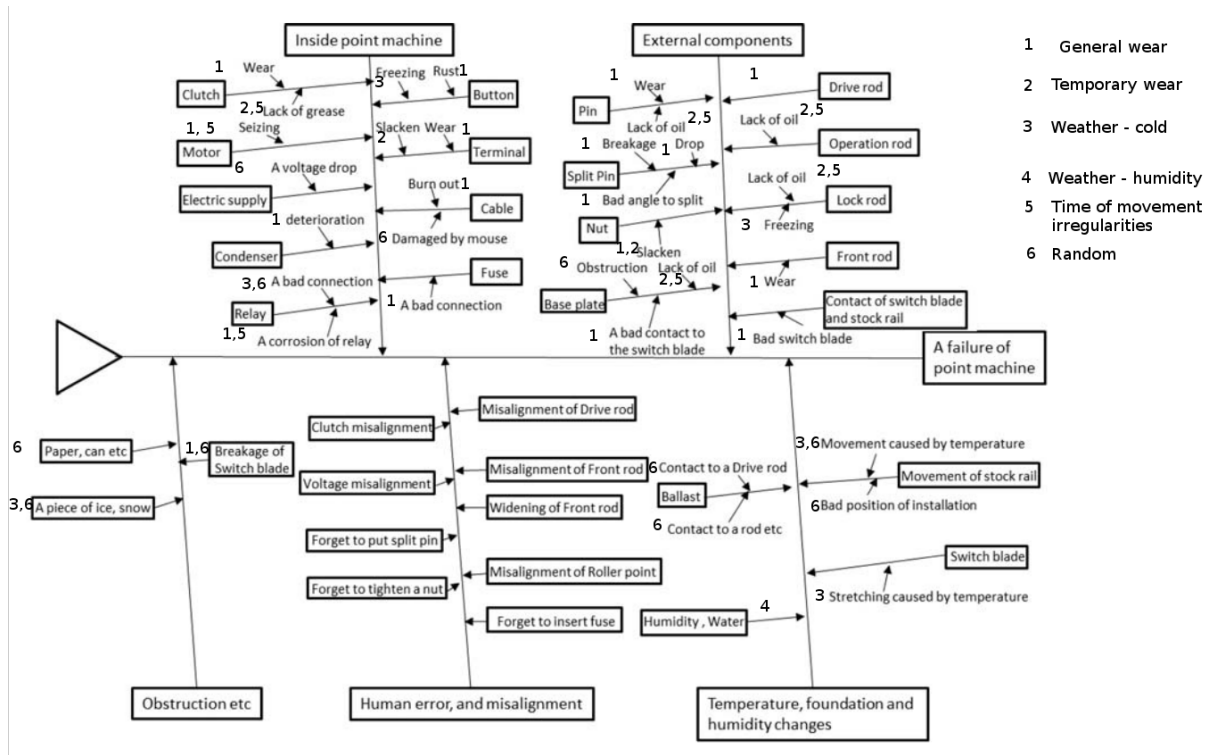 Inside point machine
External components
1 General wear
2 Temporary wear
3 Weather - cold
4 Weather - humidity
5 Time of movement
irregularities
6 Random
1 Wear
Clutch
2,5 Lack of grease
Freezing
3
Rust 1
Button
1, 5
Seizing
Motor
6
Slacken
2
Wear 1
Terminal
A voltage drop
Electric supply
Burn out 1
Cable
6 Damaged by mouse
1 deterioration
Condenser
Fuse
1 A bad connection
3,6 A bad connection
Relay
1,5
A corrosion of relay
1
Wear
Pin
Lack of oil
2,5
1
Drive rod
2,5
Lack of oil
Operation rod
2,5
1 Breakage
1 Drop
Split Pin
1 Bad angle to split
Lack of oil
Lock rod
3 Freezing
Nut
1,2 Slacken
Front rod
1 Wear
6 Obstruction
Lack of oil
2,5
Base plate
1 A bad contact to
the switch blade
Contact of switch blade
and stock rail
1 Bad switch blade
A failure of
point machine
6 Paper, can etc
1,6 Breakage of
Switch blade
3,6 A piece of ice, snow
Misalignment of Drive rod
Clutch misalignment
Misalignment of Front rod
Voltage misalignment
Widening of Front rod
Forget to put split pin
Misalignment of Roller point
Forget to tighten a nut
Forget to insert fuse
6 Contact to a Drive rod
Ballast
6 Contact to a rod etc
3,6 Movement caused by temperature
Movement of stock rail
6 Bad position of installation
Switch blade
3 Stretching caused by temperature
4
Humidity , Water
Obstruction etc
Human error, and misalignment
Temperature, foundation and
humidity changes